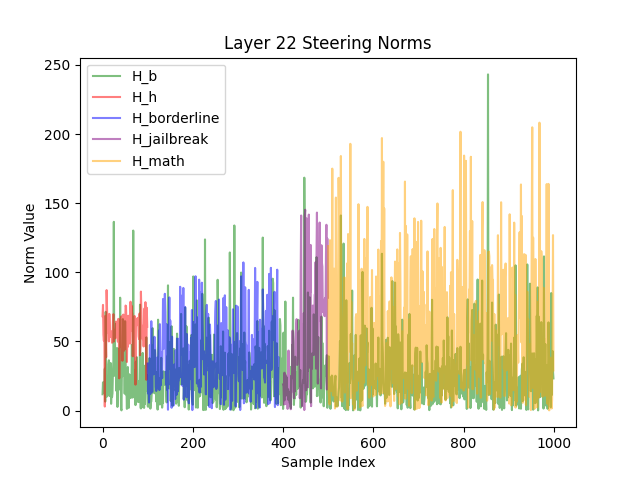 Layer 22 Steering Norms
250
200
150
100
50
0
Norm Value
H_b
H_h
H_borderline
H_jailbreak
H_math
0 200 400 600 800 1000
Sample Index